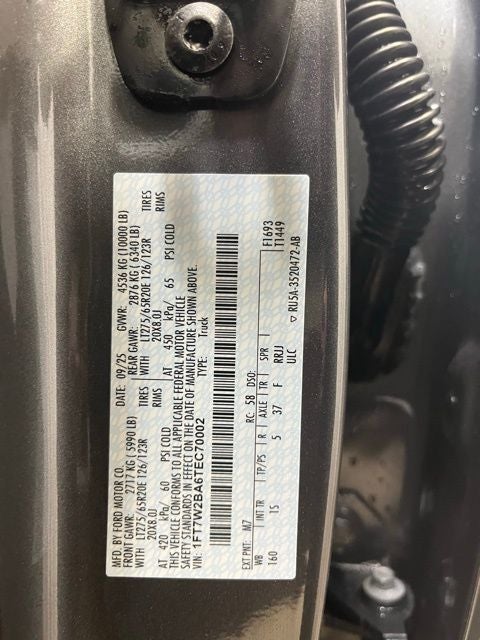 MFD. BY FORD MOTOR CO.
DATE: 09/25 GVWR: 4536 KG (10000 LB)
FRONT GAWR: 2717 KG (5990 LB) REAR GAWR: 2876 KG (6340 LB)
LT275/65R20E 126/123R TIRES WITH LT275/65R20E 126/123R TIRES
20X8.0J RIMS 20X8.0J RIMS
AT 420 kPa/ 60 PSI COLD AT 450 kPa/ 65 PSI COLD
THIS VEHICLE CONFORMS TO ALL APPLICABLE FEDERAL MOTOR VEHICLE
SAFETY STANDARDS IN EFFECT ON THE DATE OF MANUFACTURE SHOWN ABOVE.
VIN: 1FT7W2BA6TEC70002 TYPE: Truck
F1693
T1449
EXT PNT: M7 RC: 58 DSO:
WB INT TR TP/PS R AXLE TR SPR
160 1S 5 37 F RRJJ
ULC
▽ RU5A-3520472-AB